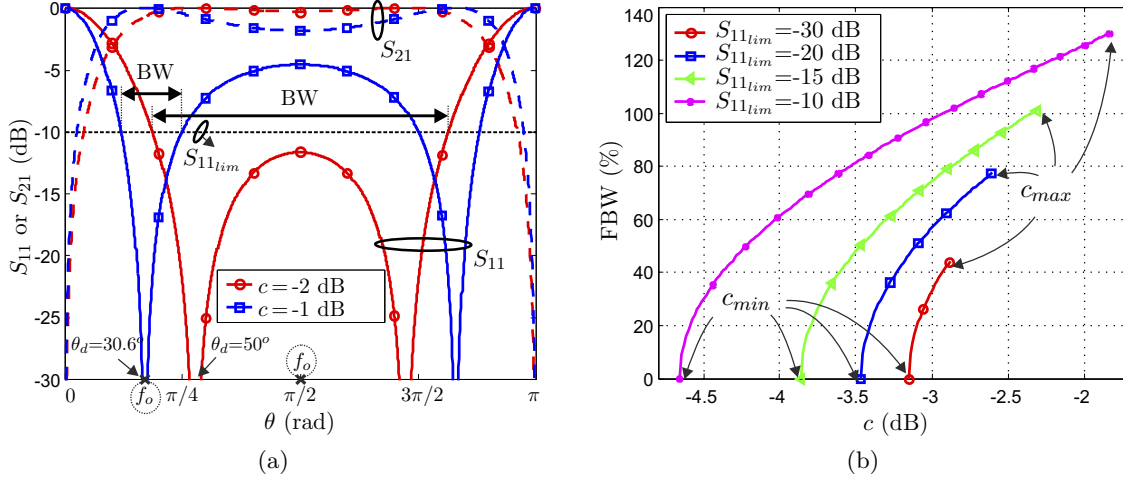 0
-5
-10
-15
-20
-25
-30
S11 or S21 (dB)
BW
BW
S21
S11lim
S11
c = -2 dB
c = -1 dB
θd=30.6o
θd=50o
fo
fo
0
π/4
π/2
3π/2
π
θ (rad)
(a)
140
120
100
80
60
40
20
0
FBW (%)
S11lim=-30 dB
S11lim=-20 dB
S11lim=-15 dB
S11lim=-10 dB
cmax
cmin
-4.5
-4
-3.5
-3
-2.5
-2
c (dB)
(b)